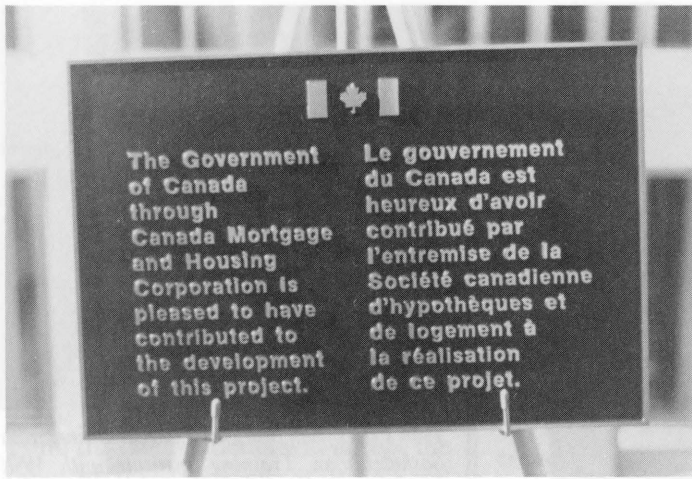 The Government
of Canada
through
Canada Mortgage
and Housing
Corporation is
pleased to have
contributed to
the development
of this project.
Le gouvernement
du Canada est
heureux d'avoir
contribué par
l'entremise de la
Société canadienne
d'hypothèques et
de logement à
la réalisation
de ce projet.